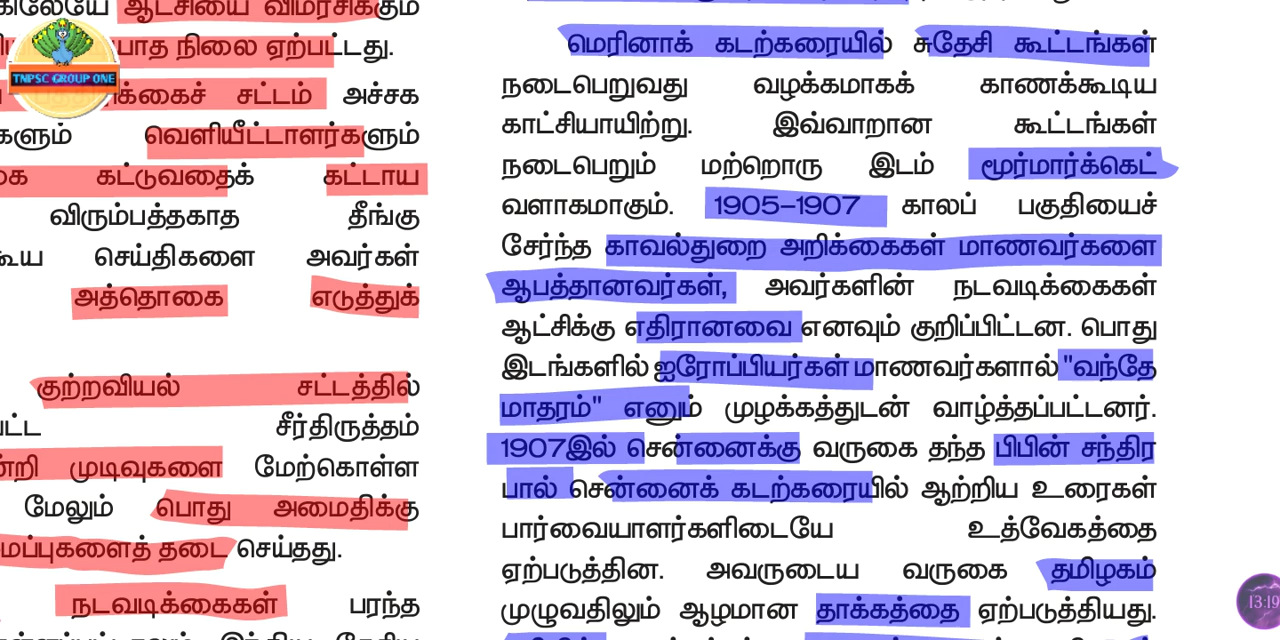 ஆட்சியை விமர்சிக்கும்
நிலை ஏற்பட்டது.
TNPSC GROUP ONE
சட்டம் அச்சக
வெளியீட்டாளர்களும்
கட்டுவதைக் கட்டாய
விரும்பத்தகாத தீங்கு
செய்திகளை அவர்கள்
அத்தொகை எடுத்துக்
குற்றவியல் சட்டத்தில்
சீர்திருத்தம்
முடிவுகளை மேற்கொள்ள
மேலும் பொது அமைதிக்கு
தடை செய்தது.
நடவடிக்கைகள் பரந்த
மெரினாக் கடற்கரையில் சுதேசி கூட்டங்கள்
நடைபெறுவது வழக்கமாகக் காணக்கூடிய
காட்சியாயிற்று. இவ்வாறான கூட்டங்கள்
நடைபெறும் மற்றொரு இடம் மூர்மார்க்கெட்
வளாகமாகும். 1905–1907 காலப் பகுதியைச்
சேர்ந்த காவல்துறை அறிக்கைகள் மாணவர்களை
ஆபத்தானவர்கள், அவர்களின் நடவடிக்கைகள்
ஆட்சிக்கு எதிரானவை எனவும் குறிப்பிட்டன. பொது
இடங்களில் ஐரோப்பியர்கள் மாணவர்களால் "வந்தே
மாதரம்" எனும் முழக்கத்துடன் வாழ்த்தப்பட்டனர்.
1907இல் சென்னைக்கு வருகை தந்த பிபின் சந்திர
பால் சென்னைக் கடற்கரையில் ஆற்றிய உரைகள்
பார்வையாளர்களிடையே உத்வேகத்தை
ஏற்படுத்தின. அவருடைய வருகை தமிழகம்
முழுவதிலும் ஆழமான தாக்கத்தை ஏற்படுத்தியது.
13:19